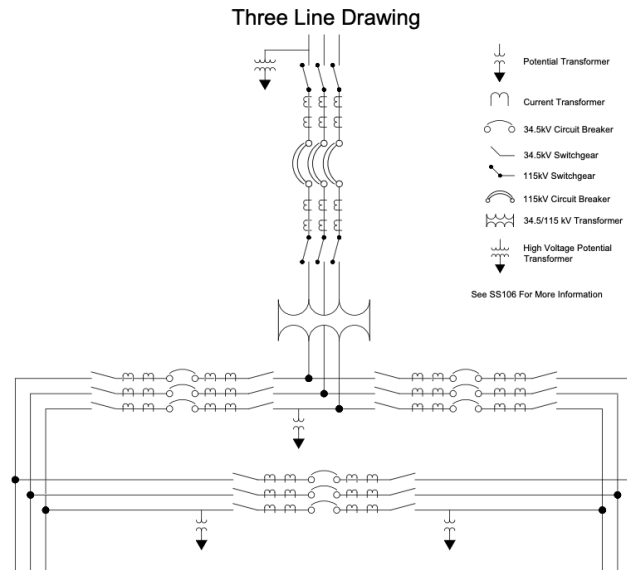 Three Line Drawing
Potential Transformer
Current Transformer
34.5kV Circuit Breaker
34.5kV Switchgear
115kV Switchgear
115kV Circuit Breaker
34.5/115 kV Transformer
High Voltage Potential
Transformer
See SS106 For More Information